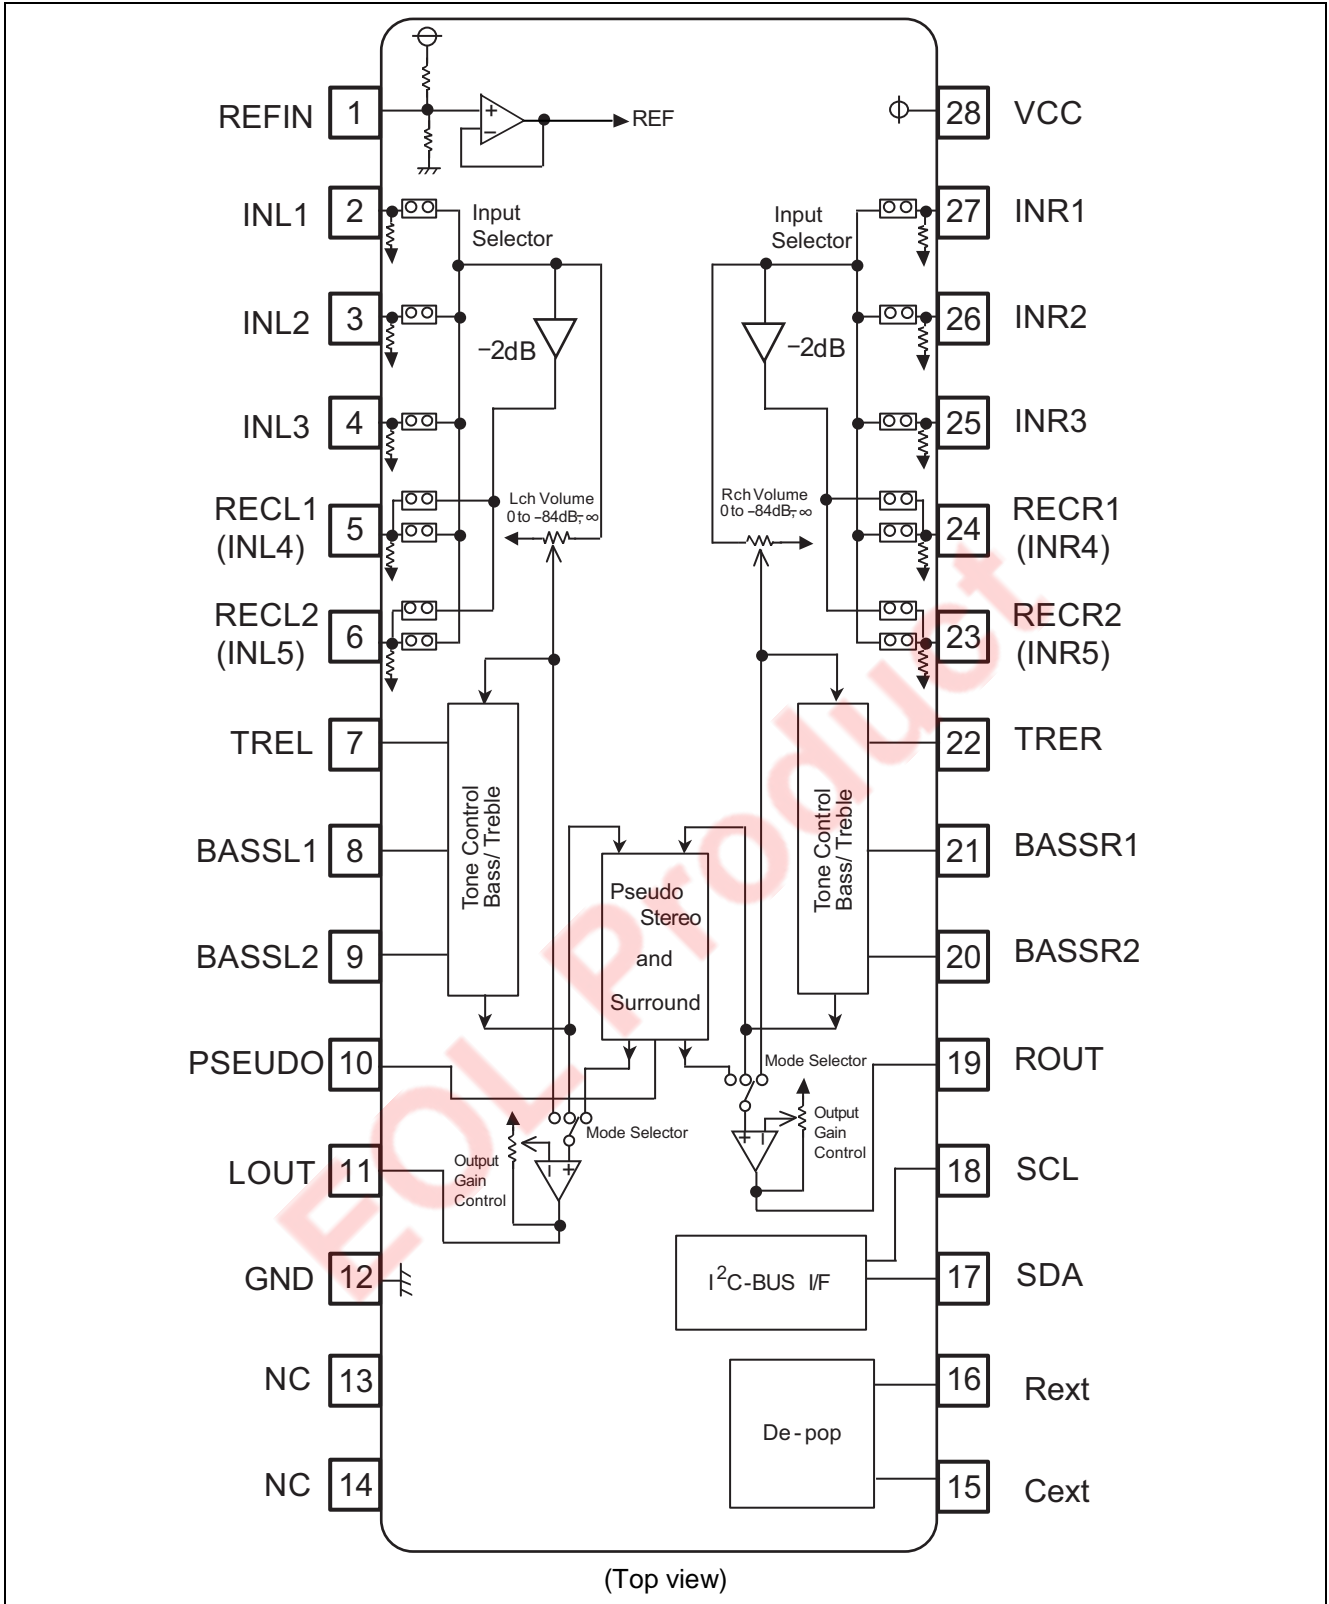 REFIN 1
REF
28 VCC
INL1 2
Input
Selector
Input
Selector
27 INR1
INL2 3
−2dB
−2dB
26 INR2
INL3 4
25 INR3
RECL1
(INL4)
5
Lch Volume
0 to −84dB, −∞
Rch Volume
0 to −84dB, −∞
24
RECR1
(INR4)
RECL2
(INL5)
6
23
RECR2
(INR5)
TREL 7
22 TRER
BASSL1 8
Tone Control
Bass/ Treble
Tone Control
Bass/ Treble
21 BASSR1
Pseudo
Stereo
and
Surround
BASSL2 9
20 BASSR2
PSEUDO 10
Mode Selector
19 ROUT
Output
Gain
Control
Mode Selector
LOUT 11
Output
Gain
Control
18 SCL
GND 12
I2C-BUS I/F
17 SDA
NC 13
16 Rext
De-pop
NC 14
15 Cext
(Top view)
EOL Product